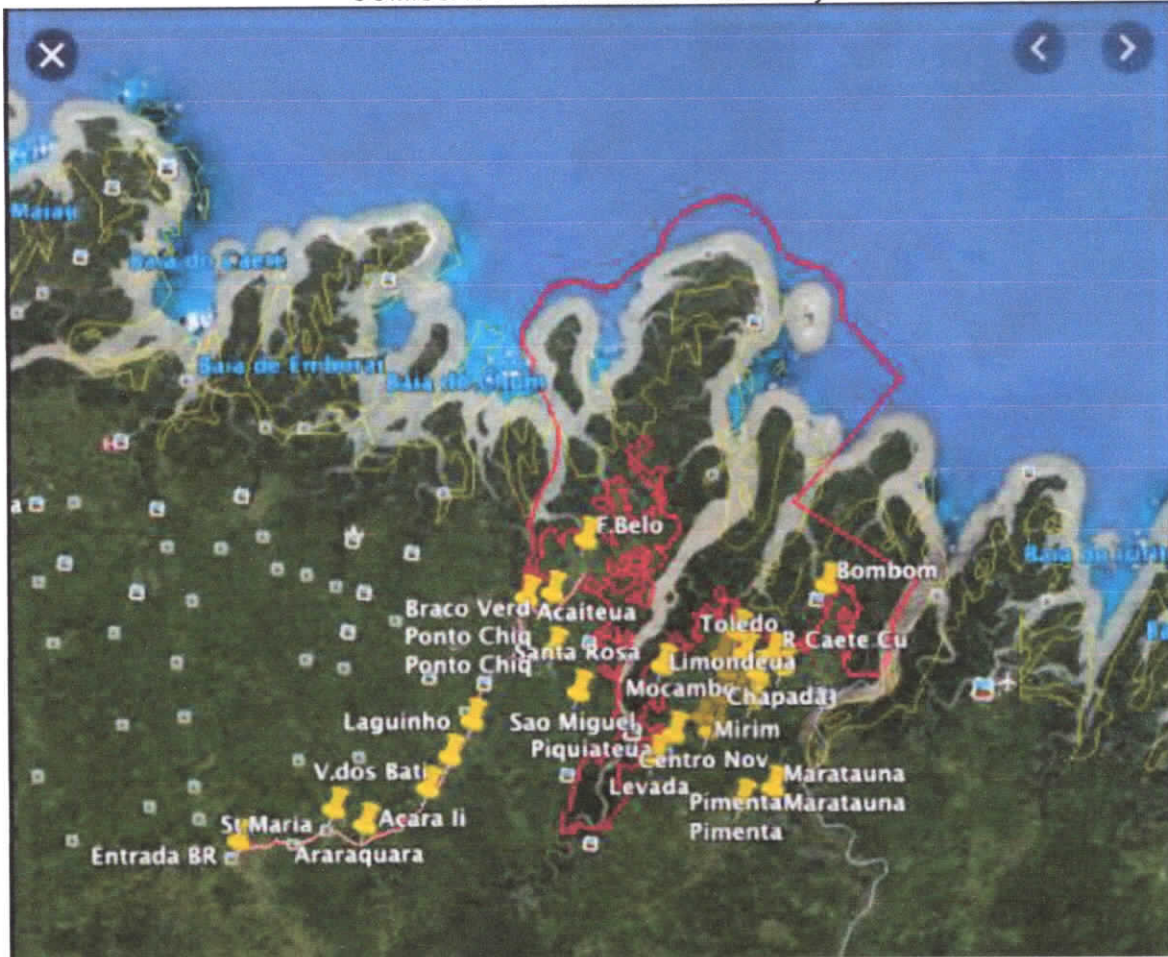 Baia do Caeté
Baia de Emborai
F.Belo
Bombom
Braco Verd
Acaiteua
Ponto Chiq
Toledo
R Caete Cu
Ponto Chiq
Santa Rosa
Limondeua
Mocambo
Chapada
Laguinho
Sao Miguel
Mirim
Piquiateua
Centro Nov
V.dos Bati
Levada
Maratauna
Pimenta
Maratauna
Pimenta
St Maria
Acara Ii
Entrada BR
Araraquara